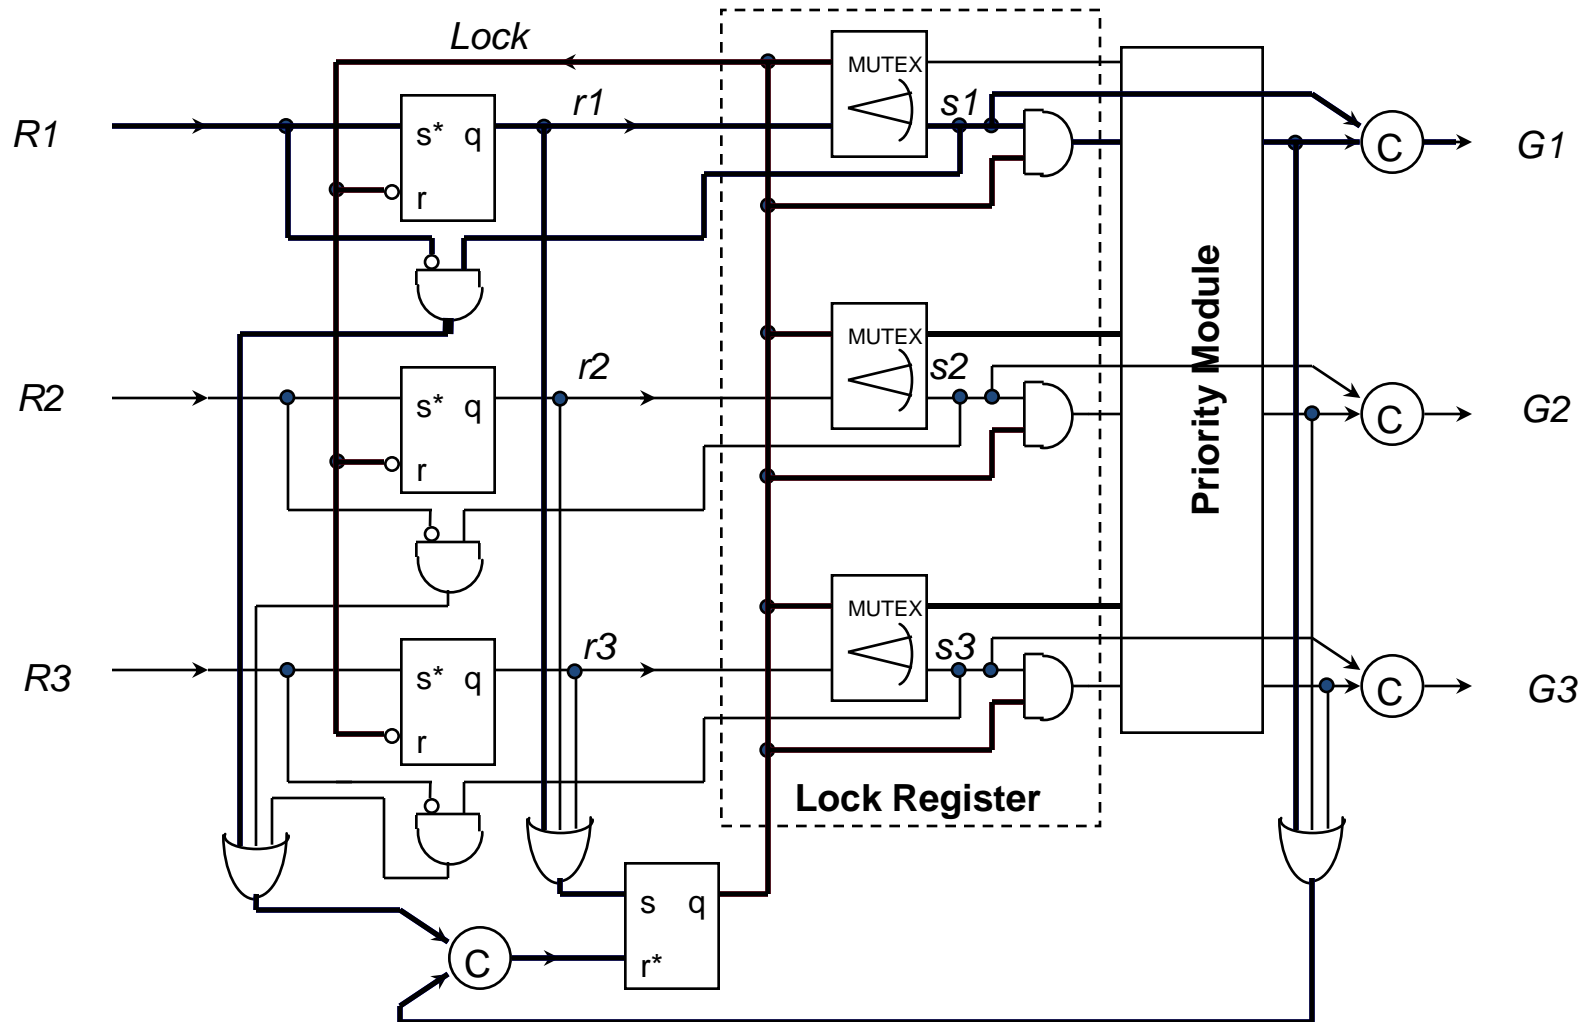 Lock
MUTEX
R1
s* q
r
r1
s1
C
G1
MUTEX
R2
s* q
r
r2
s2
C
G2
Priority Module
MUTEX
R3
s* q
r
r3
s3
C
G3
Lock Register
s q
r*
C